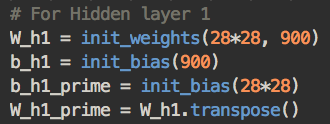 # For Hidden layer 1
W_h1 = init_weights(28*28, 900)
b_h1 = init_bias(900)
b_h1_prime = init_bias(28*28)
W_h1_prime = W_h1.transpose()